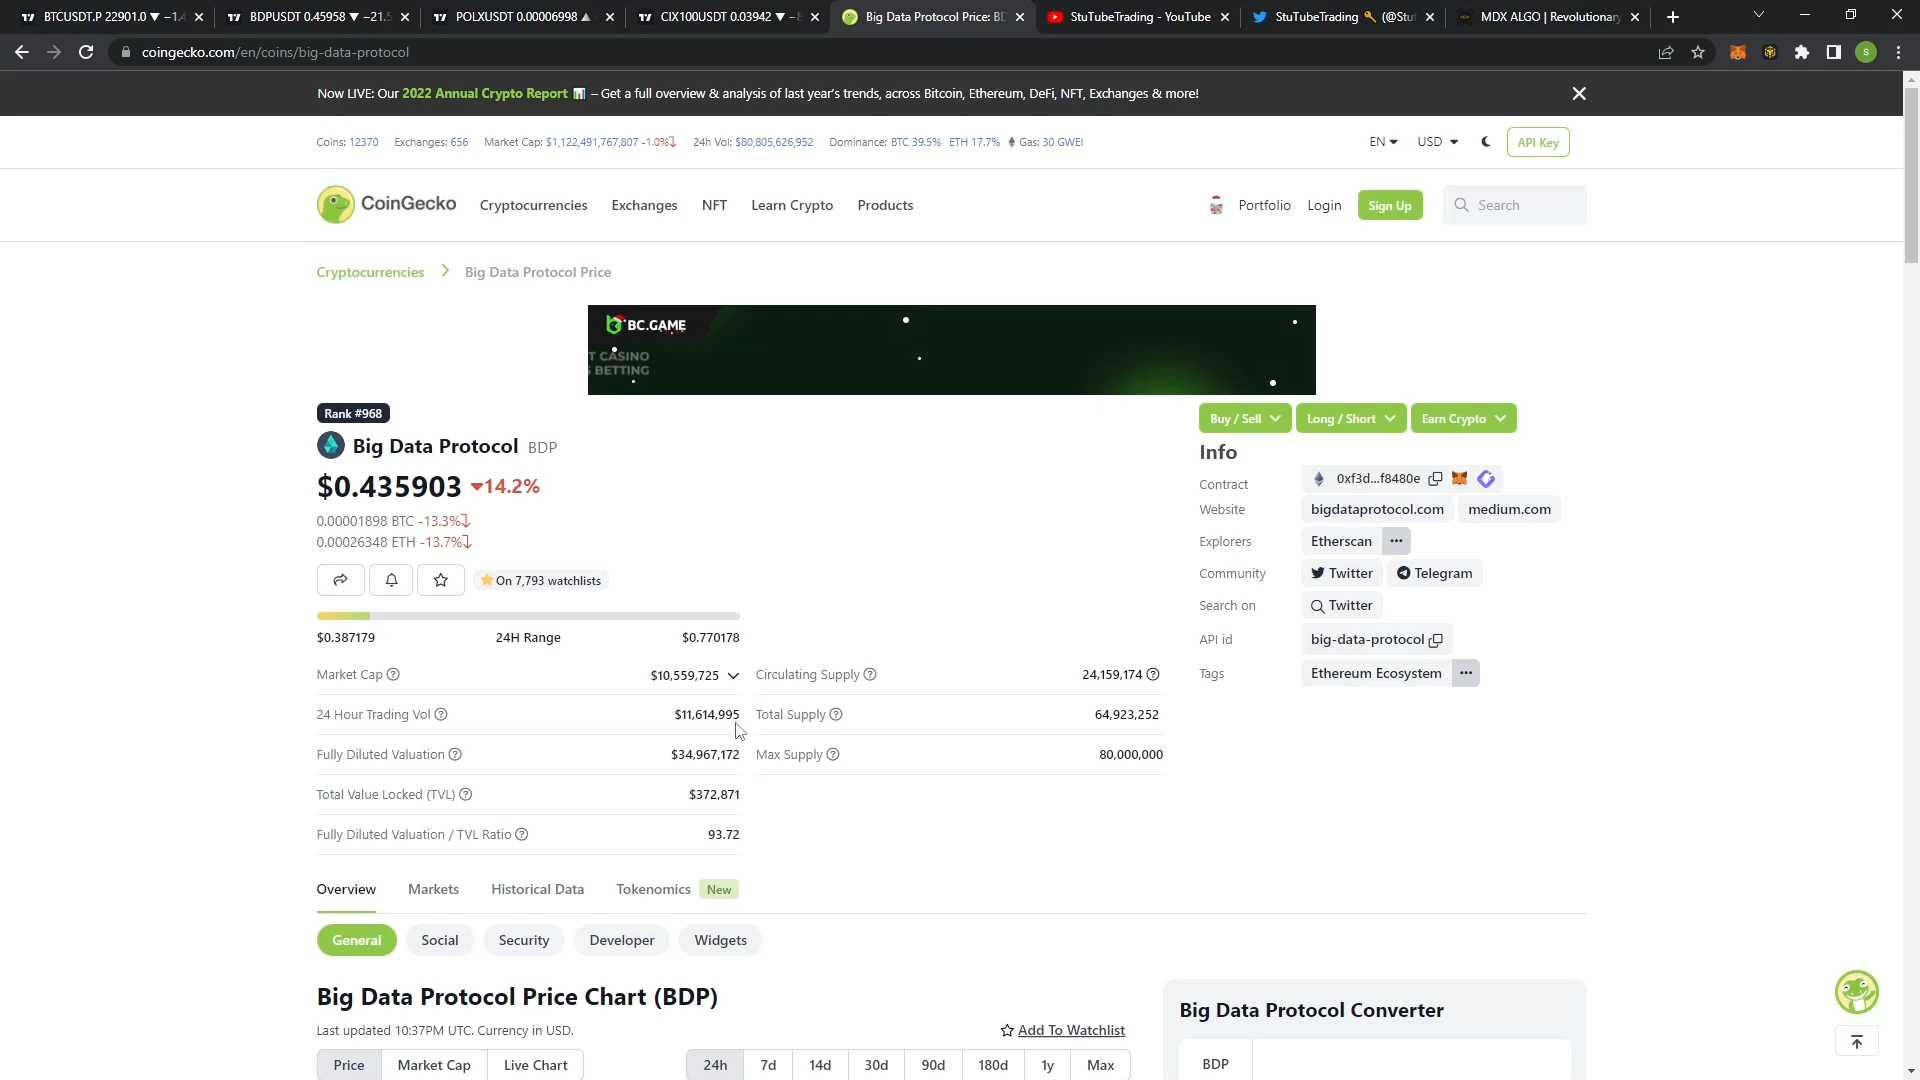 BTCUSDT.P 22901.0 ▼ −1.4
BDPUSDT 0.45958 ▼ −21.5
POLXUSDT 0.00006998 ▲
CIX100USDT 0.03942 ▼ −8
Big Data Protocol Price: BD
StuTubeTrading - YouTube
StuTubeTrading 🔑 (@Stu
MDX ALGO | Revolutionary
coingecko.com/en/coins/big-data-protocol
S
Now LIVE: Our 2022 Annual Crypto Report 📊 – Get a full overview & analysis of last year's trends, across Bitcoin, Ethereum, DeFi, NFT, Exchanges & more!
Coins: 12370 Exchanges: 656 Market Cap: $1,122,491,767,807 -1.0% 24h Vol: $80,805,626,952 Dominance: BTC 39.5% ETH 17.7% Gas: 30 GWEI
EN USD API Key
CoinGecko Cryptocurrencies Exchanges NFT Learn Crypto Products
Portfolio Login Sign Up Search
Cryptocurrencies > Big Data Protocol Price
BC.GAME
T CASINO
BETTING
Rank #968
Big Data Protocol BDP
$0.435903 14.2%
0.00001898 BTC -13.3%
0.00026348 ETH -13.7%
On 7,793 watchlists
$0.387179 24H Range $0.770178
Market Cap $10,559,725
24 Hour Trading Vol $11,614,995
Fully Diluted Valuation $34,967,172
Total Value Locked (TVL) $372,871
Fully Diluted Valuation / TVL Ratio 93.72
Circulating Supply 24,159,174
Total Supply 64,923,252
Max Supply 80,000,000
Buy / Sell Long / Short Earn Crypto
Info
Contract 0xf3d...f8480e
Website bigdataprotocol.com medium.com
Explorers Etherscan •••
Community Twitter Telegram
Search on Twitter
API id big-data-protocol
Tags Ethereum Ecosystem •••
Overview Markets Historical Data Tokenomics New
General Social Security Developer Widgets
Big Data Protocol Price Chart (BDP)
Last updated 10:37PM UTC. Currency in USD.
Add To Watchlist
Price Market Cap Live Chart
24h 7d 14d 30d 90d 180d 1y Max
Big Data Protocol Converter
BDP